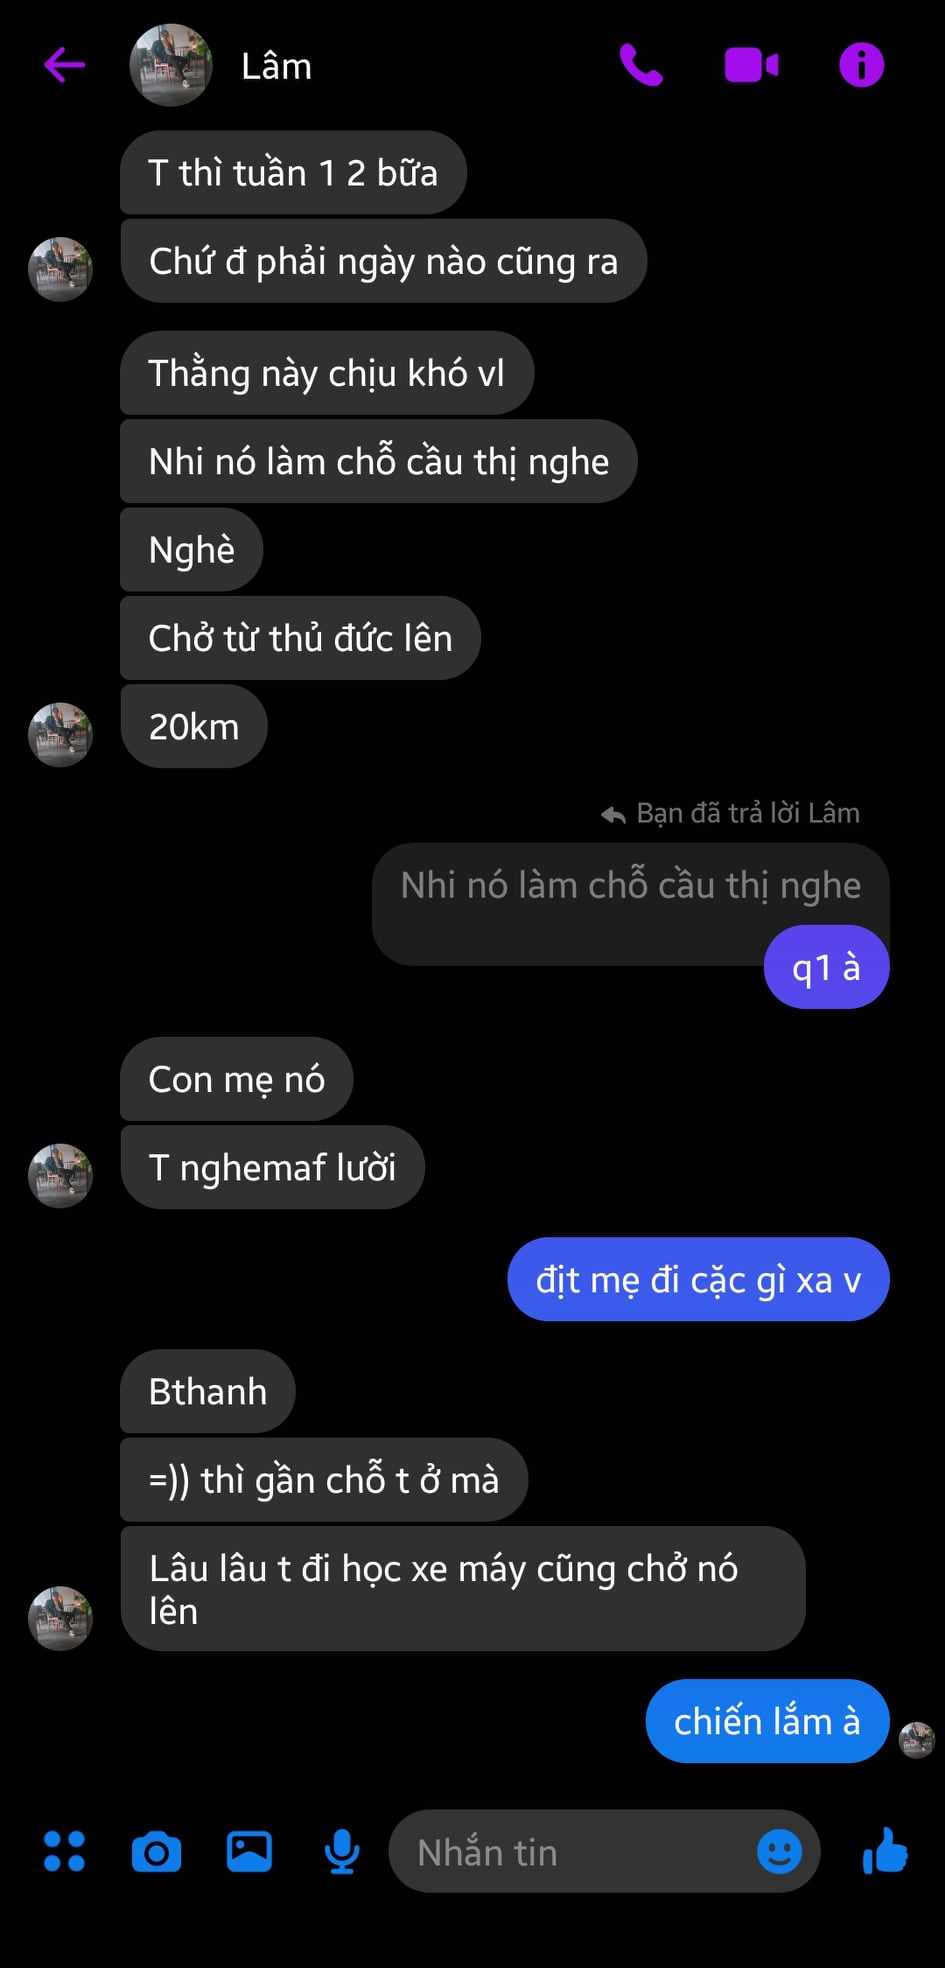 Lâm
T thì tuần 1 2 bữa
Chứ đ phải ngày nào cũng ra
Thằng này chịu khó vl
Nhi nó làm chỗ cầu thị nghe
Nghè
Chở từ thủ đức lên
20km
Bạn đã trả lời Lâm
Nhi nó làm chỗ cầu thị nghe
q1 à
Con mẹ nó
T nghemaf lười
địt mẹ đi cặc gì xa v
Bthanh
=)) thì gần chỗ t ở mà
Lâu lâu t đi học xe máy cũng chở nó
lên
chiến lắm à
Nhắn tin